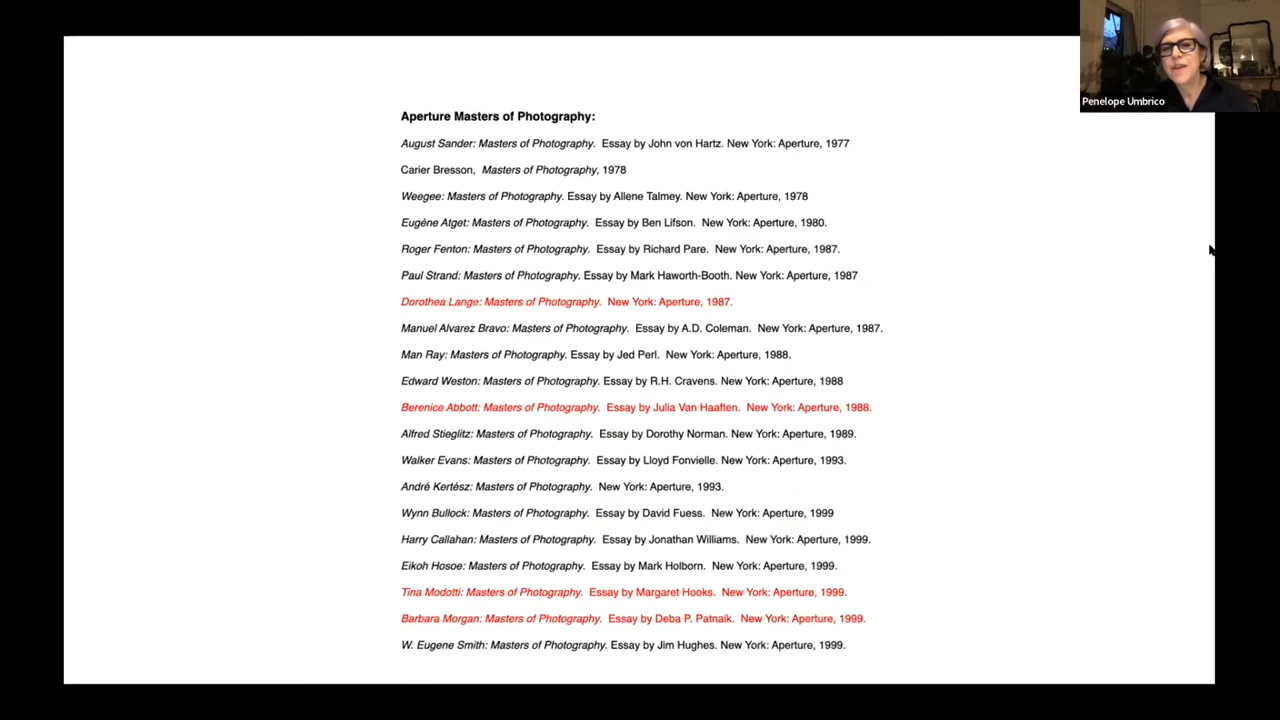 Aperture Masters of Photography:
August Sander: Masters of Photography. Essay by John von Hartz. New York: Aperture, 1977
Carier Bresson, Masters of Photography, 1978
Weegee: Masters of Photography. Essay by Allene Talmey. New York: Aperture, 1978
Eugène Atget: Masters of Photography. Essay by Ben Lifson. New York: Aperture, 1980.
Roger Fenton: Masters of Photography. Essay by Richard Pare. New York: Aperture, 1987.
Paul Strand: Masters of Photography. Essay by Mark Haworth-Booth. New York: Aperture, 1987
Dorothea Lange: Masters of Photography. New York: Aperture, 1987.
Manuel Alvarez Bravo: Masters of Photography. Essay by A.D. Coleman. New York: Aperture, 1987.
Man Ray: Masters of Photography. Essay by Jed Perl. New York: Aperture, 1988.
Edward Weston: Masters of Photography. Essay by R.H. Cravens. New York: Aperture, 1988
Berenice Abbott: Masters of Photography. Essay by Julia Van Haaften. New York: Aperture, 1988.
Alfred Stieglitz: Masters of Photography. Essay by Dorothy Norman. New York: Aperture, 1989.
Walker Evans: Masters of Photography. Essay by Lloyd Fonvielle. New York: Aperture, 1993.
André Kertész: Masters of Photography. New York: Aperture, 1993.
Wynn Bullock: Masters of Photography. Essay by David Fuess. New York: Aperture, 1999
Harry Callahan: Masters of Photography. Essay by Jonathan Williams. New York: Aperture, 1999.
Eikoh Hosoe: Masters of Photography. Essay by Mark Holborn. New York: Aperture, 1999.
Tina Modotti: Masters of Photography. Essay by Margaret Hooks. New York: Aperture, 1999.
Barbara Morgan: Masters of Photography. Essay by Deba P. Patnaik. New York: Aperture, 1999.
W. Eugene Smith: Masters of Photography. Essay by Jim Hughes. New York: Aperture, 1999.
Penelope Umbrico